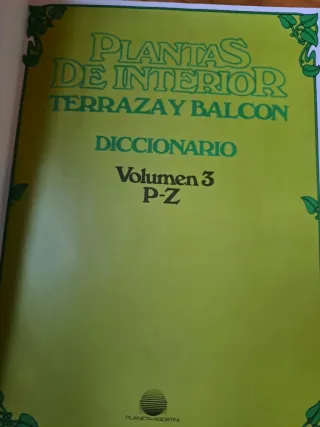 PLANTAS
DE INTERIOR
TERRAZA Y BALCON
DICCIONARIO
Volumen 3
P-Z
PLANETA-AGOSTINI